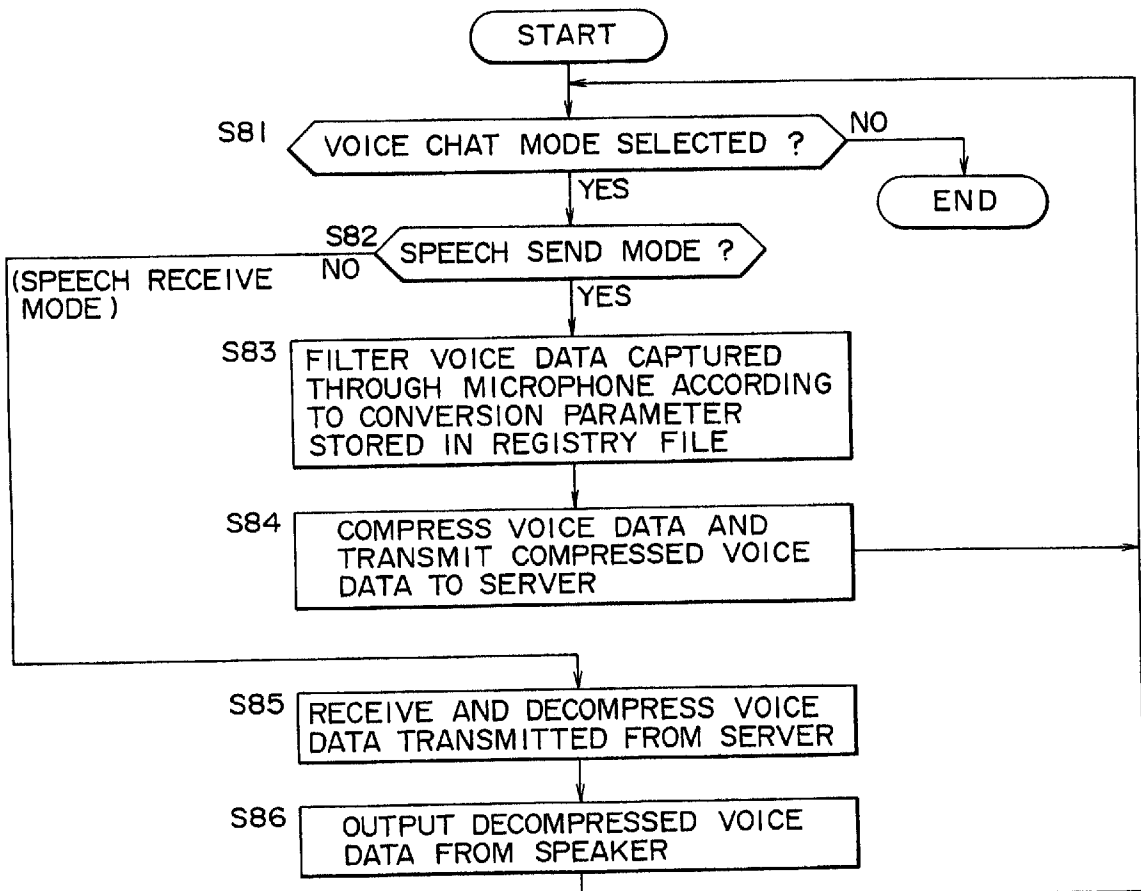 START
S81
VOICE CHAT MODE SELECTED ?
NO
YES
END
S82
SPEECH SEND MODE ?
NO
(SPEECH RECEIVE
MODE)
YES
S83
FILTER VOICE DATA CAPTURED
THROUGH MICROPHONE ACCORDING
TO CONVERSION PARAMETER
STORED IN REGISTRY FILE
S84
COMPRESS VOICE DATA AND
TRANSMIT COMPRESSED VOICE
DATA TO SERVER
S85
RECEIVE AND DECOMPRESS VOICE
DATA TRANSMITTED FROM SERVER
S86
OUTPUT DECOMPRESSED VOICE
DATA FROM SPEAKER